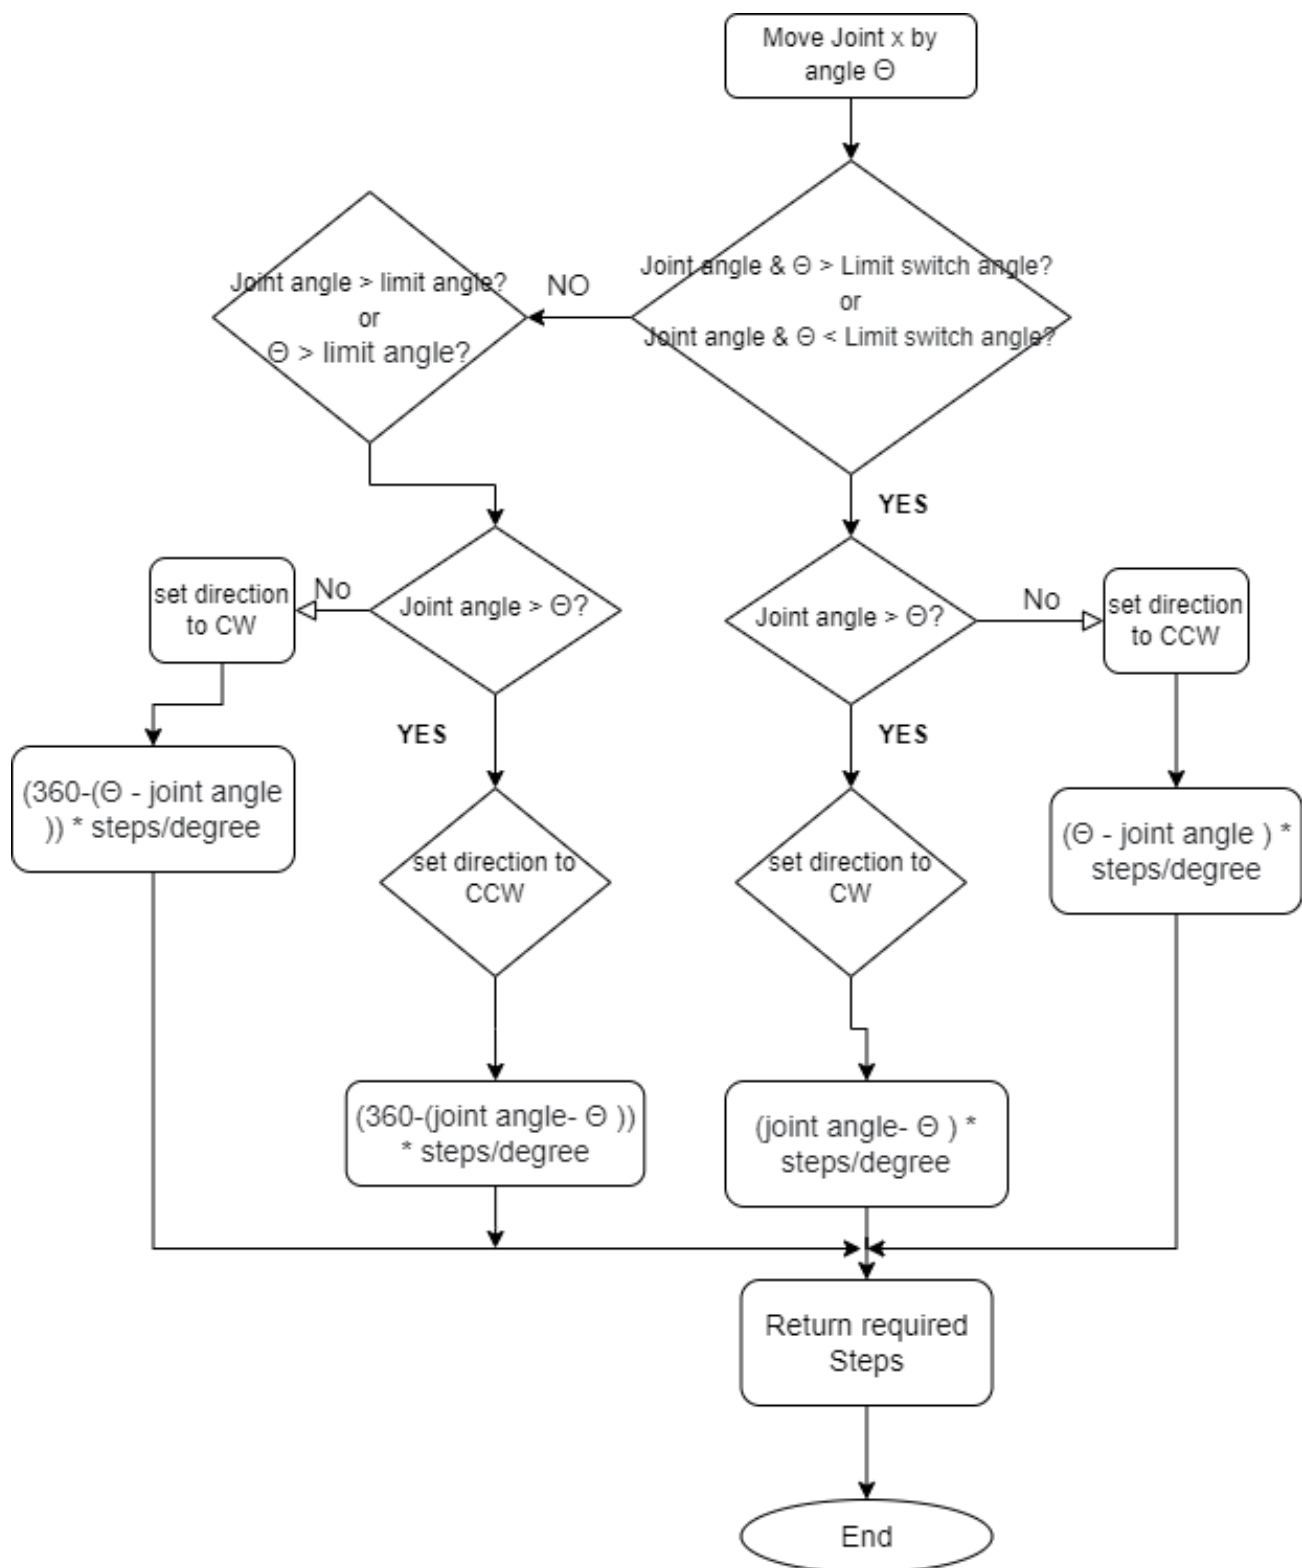 Move Joint x by
angle Θ
Joint angle & Θ > Limit switch angle?
or
Joint angle & Θ < Limit switch angle?
NO
Joint angle > limit angle?
or
Θ > limit angle?
YES
Joint angle > Θ?
No
set direction
to CW
Joint angle > Θ?
No
set direction
to CCW
YES
YES
(360-(Θ - joint angle
)) * steps/degree
set direction to
CCW
set direction to
CW
(Θ - joint angle ) *
steps/degree
(360-(joint angle- Θ ))
* steps/degree
(joint angle- Θ ) *
steps/degree
Return required
Steps
End